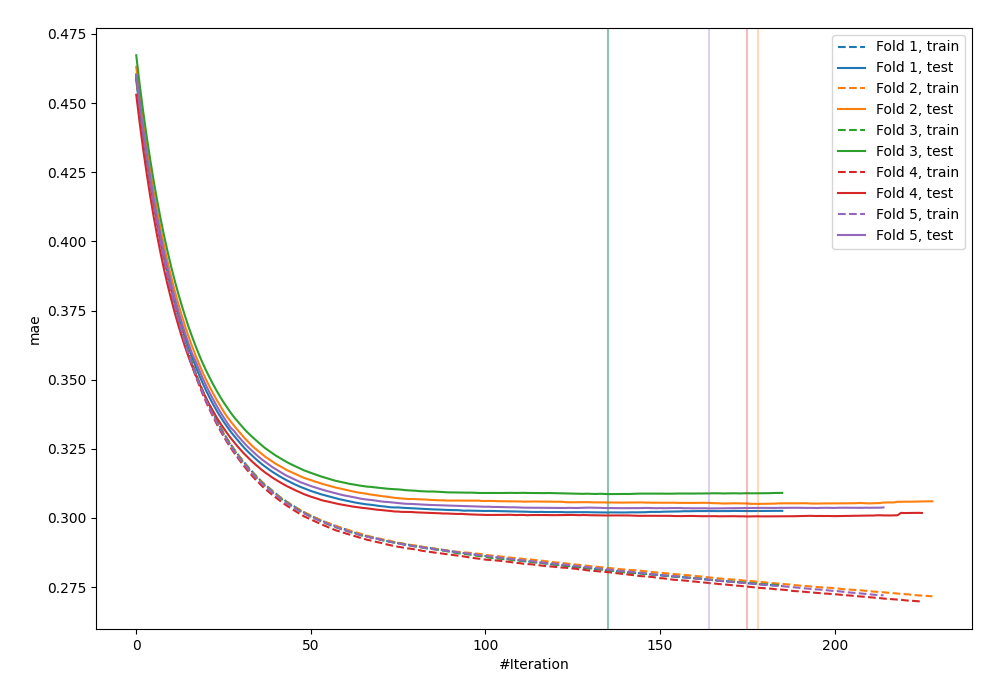 0.475
0.450
0.425
0.400
0.375
0.350
0.325
0.300
0.275
mae
0
50
100
150
200
#Iteration
Fold 1, train
Fold 1, test
Fold 2, train
Fold 2, test
Fold 3, train
Fold 3, test
Fold 4, train
Fold 4, test
Fold 5, train
Fold 5, test